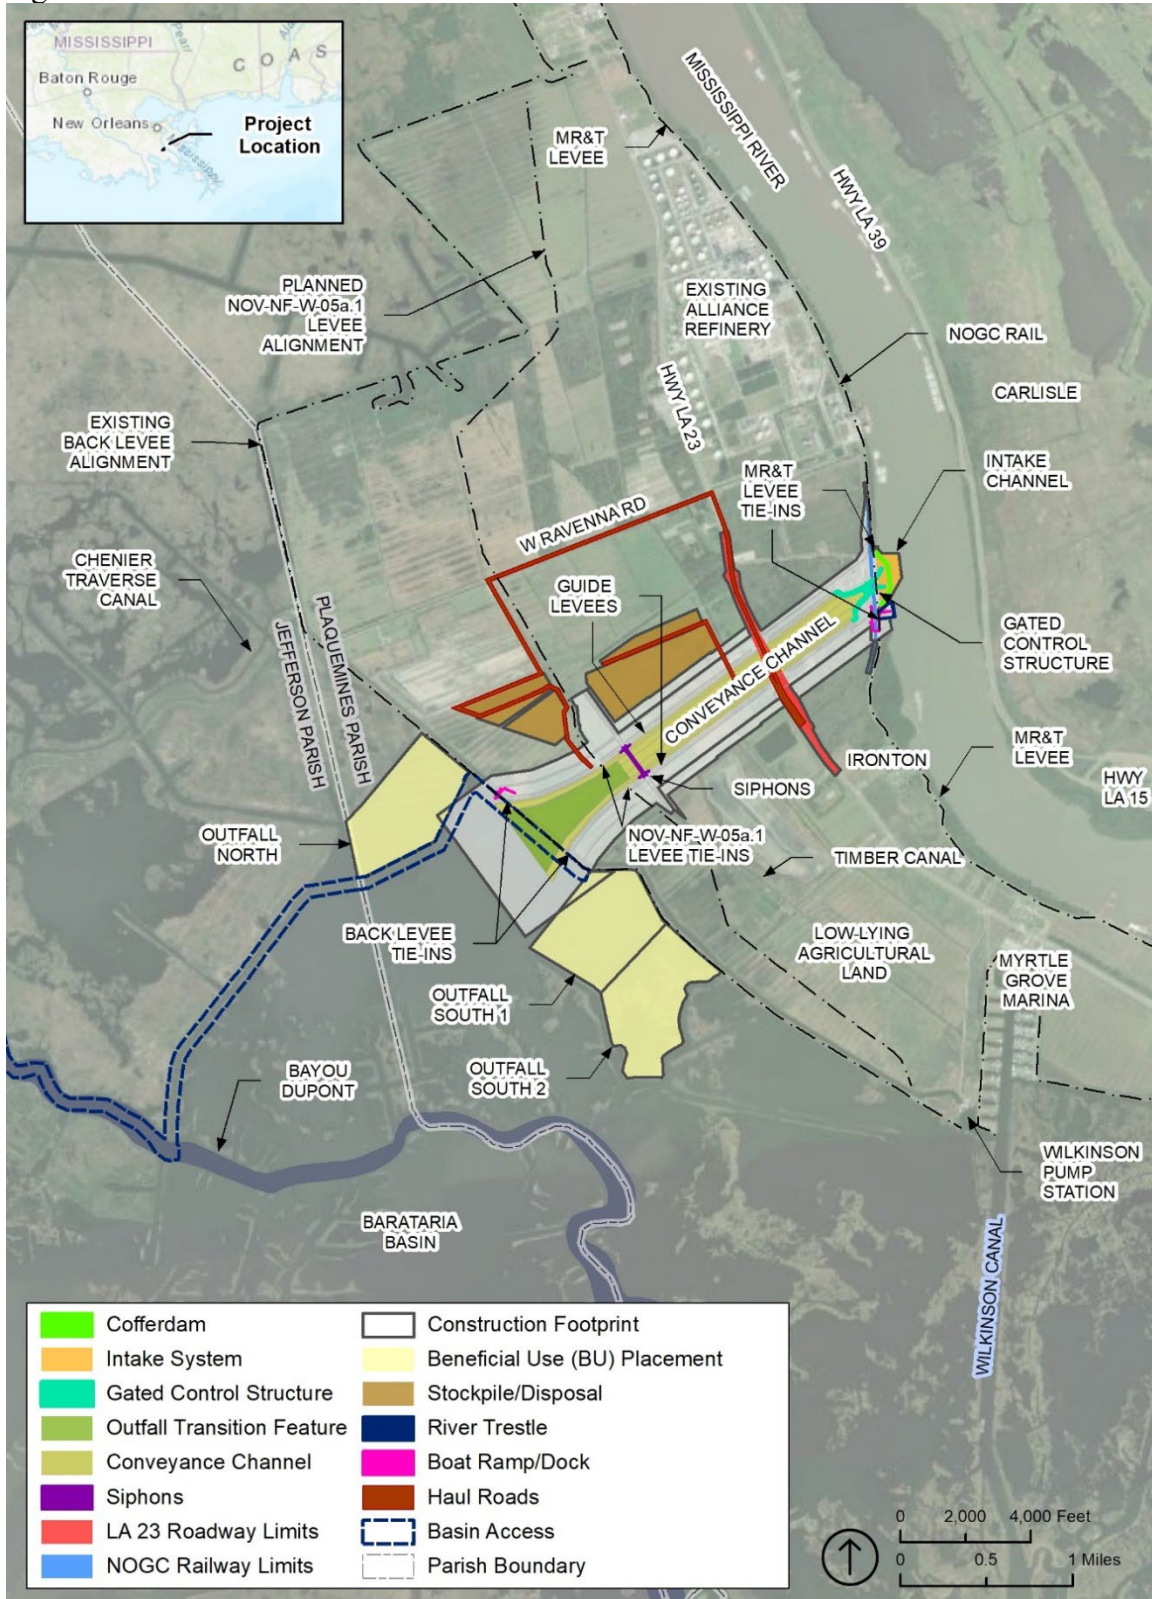 MISSISSIPPI
Pearl
COAS
Baton Rouge
New Orleans
Mississippi
Project
Location
MR&T
LEVEE
MISSISSIPPI RIVER
HWY LA 39
PLANNED
NOV-NF-W-05a.1
LEVEE
ALIGNMENT
EXISTING
ALLIANCE
REFINERY
NOGC RAIL
HWY LA 23
CARLISLE
EXISTING
BACK LEVEE
ALIGNMENT
MR&T
LEVEE
TIE-INS
INTAKE
CHANNEL
W RAVENNA RD
CHENIER
TRAVERSE
CANAL
GUIDE
LEVEES
PLAQUEMINES PARISH
JEFFERSON PARISH
CONVEYANCE CHANNEL
GATED
CONTROL
STRUCTURE
IRONTON
MR&T
LEVEE
HWY
LA 15
SIPHONS
OUTFALL
NORTH
NOV-NF-W-05a.1
LEVEE TIE-INS
TIMBER CANAL
BACK LEVEE
TIE-INS
LOW-LYING
AGRICULTURAL
LAND
MYRTLE
GROVE
MARINA
OUTFALL
SOUTH 1
OUTFALL
SOUTH 2
BAYOU
DUPONT
WILKINSON
PUMP
STATION
BARATARIA
BASIN
WILKINSON CANAL
Cofferdam
Intake System
Gated Control Structure
Outfall Transition Feature
Conveyance Channel
Siphons
LA 23 Roadway Limits
NOGC Railway Limits
Construction Footprint
Beneficial Use (BU) Placement
Stockpile/Disposal
River Trestle
Boat Ramp/Dock
Haul Roads
Basin Access
Parish Boundary
0 2,000 4,000 Feet
0 0.5 1 Miles